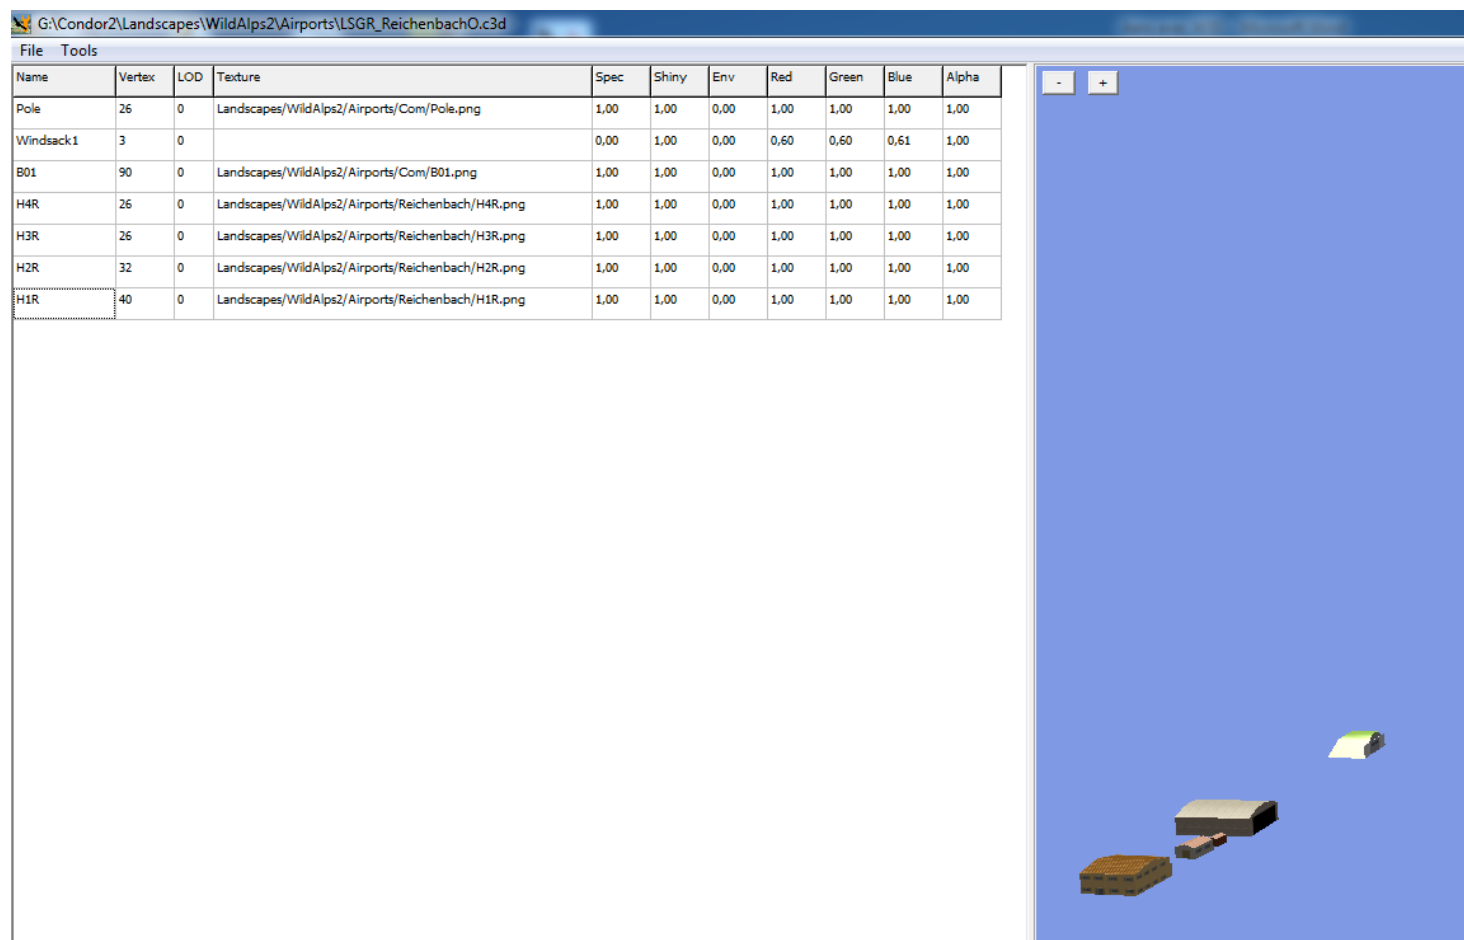 G:\Condor2\Landscapes\WildAlps2\Airports\LSGR_ReichenbachO.c3d
File Tools
Name Vertex LOD Texture Spec Shiny Env Red Green Blue Alpha - +
Pole 26 0 Landscapes/WildAlps2/Airports/Com/Pole.png 1,00 1,00 0,00 1,00 1,00 1,00 1,00
Windsack1 3 0 0,00 1,00 0,00 0,60 0,60 0,61 1,00
B01 90 0 Landscapes/WildAlps2/Airports/Com/B01.png 1,00 1,00 0,00 1,00 1,00 1,00 1,00
H4R 26 0 Landscapes/WildAlps2/Airports/Reichenbach/H4R.png 1,00 1,00 0,00 1,00 1,00 1,00 1,00
H3R 26 0 Landscapes/WildAlps2/Airports/Reichenbach/H3R.png 1,00 1,00 0,00 1,00 1,00 1,00 1,00
H2R 32 0 Landscapes/WildAlps2/Airports/Reichenbach/H2R.png 1,00 1,00 0,00 1,00 1,00 1,00 1,00
H1R 40 0 Landscapes/WildAlps2/Airports/Reichenbach/H1R.png 1,00 1,00 0,00 1,00 1,00 1,00 1,00